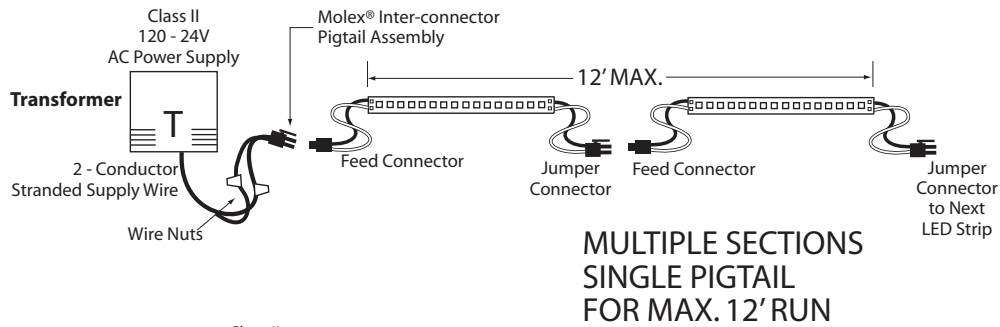 Class II
120 - 24V
AC Power Supply
Molex® Inter-connector
Pigtail Assembly
12’ MAX.
Transformer
T
2 - Conductor
Stranded Supply Wire
Wire Nuts
Feed Connector
Jumper
Connector
Feed Connector
Jumper
Connector
to Next
LED Strip
MULTIPLE SECTIONS
SINGLE PIGTAIL
FOR MAX. 12’ RUN